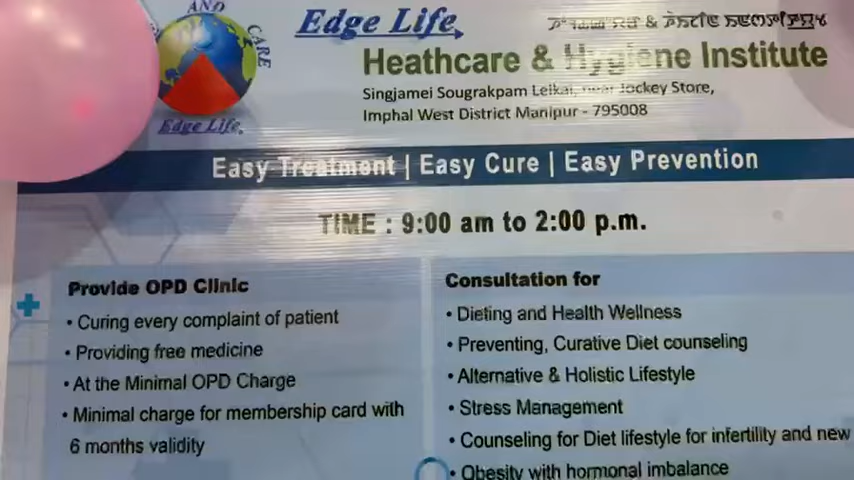 AND CARE
Edge Life
Edge Life
Heathcare & Hygiene Institute
Singjamei Sougrakpam Leikai, near Jockey Store,
Imphal West District Manipur - 795008
Easy Treatment | Easy Cure | Easy Prevention
TIME : 9:00 am to 2:00 p.m.
Provide OPD Clinic
• Curing every complaint of patient
• Providing free medicine
• At the Minimal OPD Charge
• Minimal charge for membership card with
6 months validity
Consultation for
• Dieting and Health Wellness
• Preventing, Curative Diet counseling
• Alternative & Holistic Lifestyle
• Stress Management
• Counseling for Diet lifestyle for infertility and new
• Obesity with hormonal imbalance